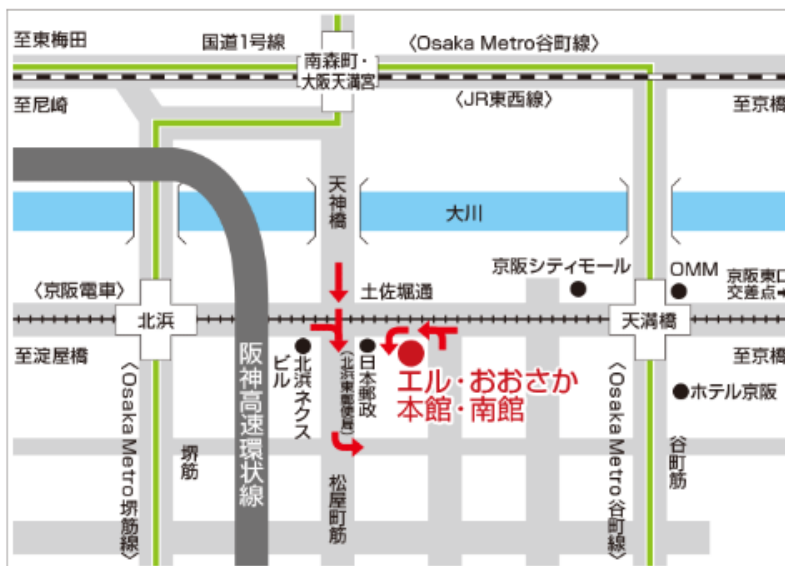 至東梅田
国道1号線
〈Osaka Metro谷町線〉
南森町・
大阪天満宮
至尼崎
〈JR東西線〉
至京橋
天神橋
大川
京阪シティモール
OMM
京阪東口
交差点
〈京阪電車〉
土佐堀通
北浜
天満橋
至淀屋橋
至京橋
阪神高速環状線
北浜ネクス
ビル
日本郵政
(北浜東郵便局)
エル・おおさか
本館・南館
ホテル京阪
〈Osaka Metro堺筋線〉
堺筋
松屋町筋
〈Osaka Metro谷町線〉
谷町筋